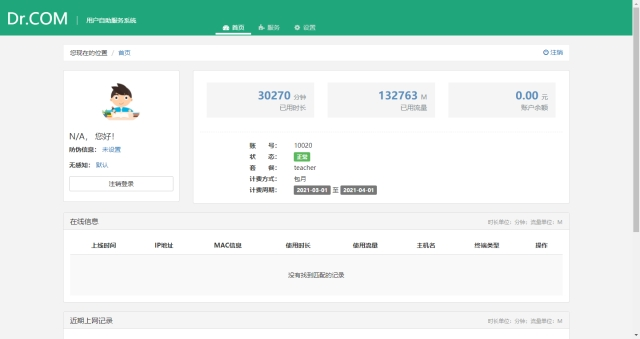 Dr.COM 用户自助服务系统
首页 服务 设置
您现在的位置 / 首页 注销
N/A， 您好！
防伪信息： 未设置
无感知： 默认
注销登录
30270 分钟
已用时长
132763 M
已用流量
0.00 元
账户余额
账 号： 10020
状 态： 正常
套 餐： teacher
计费方式： 包月
计费周期： 2021-03-01 至 2021-04-01
在线信息 时长单位：分钟；流量单位：M
上线时间 IP地址 MAC信息 使用时长 使用流量 主机名 终端类型 操作
没有找到匹配的记录
近期上网记录 时长单位：分钟；流量单位：M